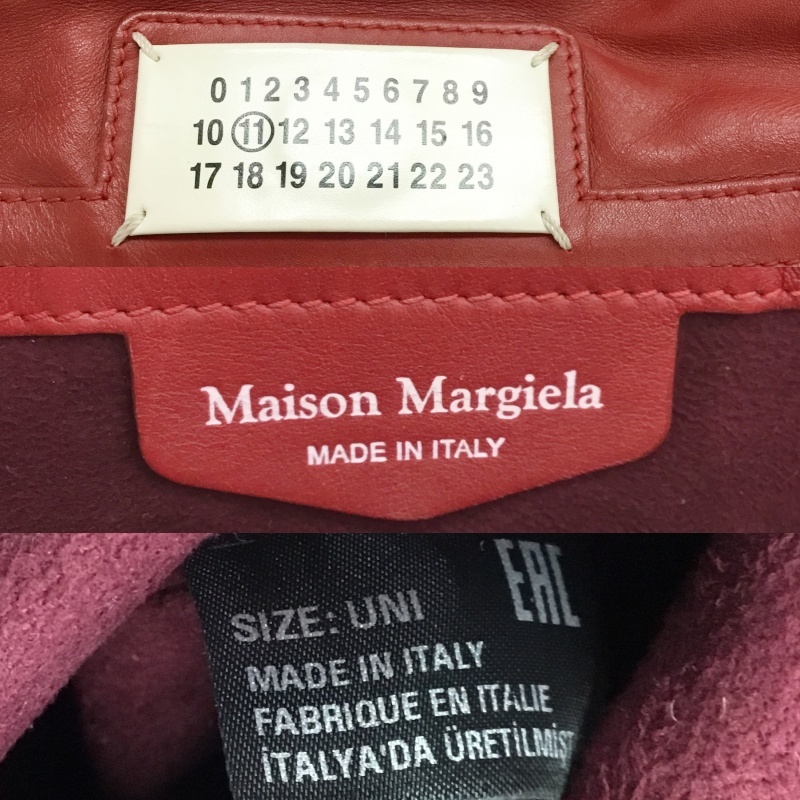 0 1 2 3 4 5 6 7 8 9
10 11 12 13 14 15 16
17 18 19 20 21 22 23
Maison Margiela
MADE IN ITALY
EAC
SIZE: UNI
MADE IN ITALY
FABRIQUE EN ITALIE
İTALYA'DA ÜRETİLMİŞT